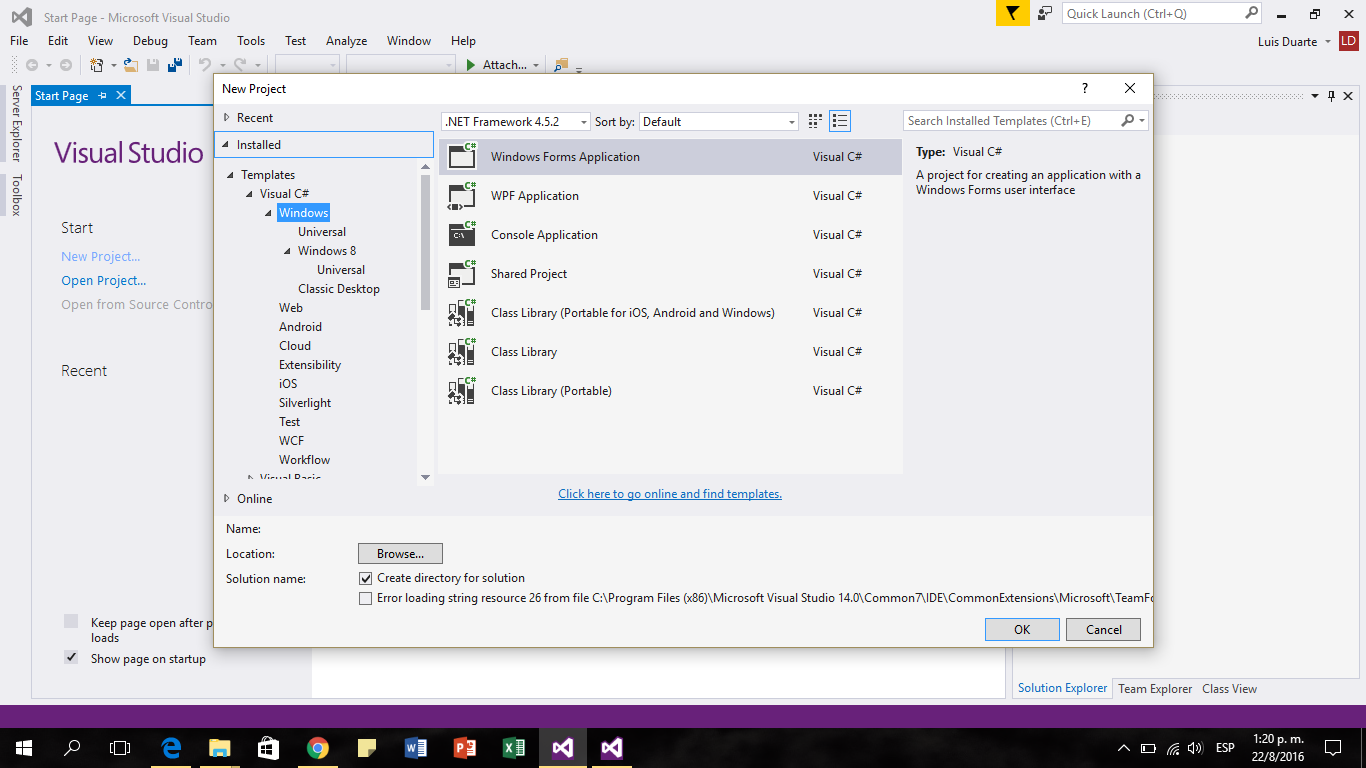 Start Page - Microsoft Visual Studio
Quick Launch (Ctrl+Q)
File Edit View Debug Team Tools Test Analyze Window Help
Luis Duarte LD
Attach...
Server Explorer
Toolbox
Start Page
Visual Studio
Start
New Project...
Open Project...
Open from Source Contro
Recent
Keep page open after p
loads
Show page on startup
New Project
?
Recent
Installed
Templates
Visual C#
Windows
Universal
Windows 8
Universal
Classic Desktop
Web
Android
Cloud
Extensibility
iOS
Silverlight
Test
WCF
Workflow
Visual Basic
Online
.NET Framework 4.5.2 Sort by: Default
Search Installed Templates (Ctrl+E)
Windows Forms Application Visual C#
WPF Application Visual C#
Console Application Visual C#
Shared Project Visual C#
Class Library (Portable for iOS, Android and Windows) Visual C#
Class Library Visual C#
Class Library (Portable) Visual C#
Click here to go online and find templates.
Type: Visual C#
A project for creating an application with a
Windows Forms user interface
Name:
Location: Browse...
Solution name: Create directory for solution
Error loading string resource 26 from file C:\Program Files (x86)\Microsoft Visual Studio 14.0\Common7\IDE\CommonExtensions\Microsoft\TeamFo
OK Cancel
Solution Explorer Team Explorer Class View
ESP
1:20 p. m.
22/8/2016